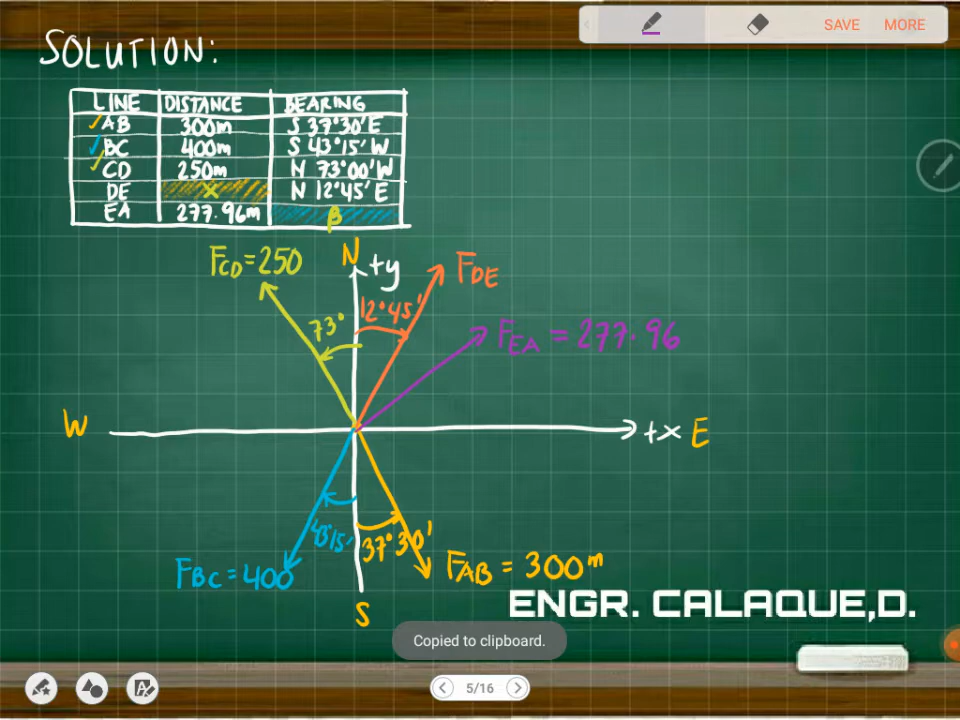 SAVE MORE
SOLUTION:
LINE DISTANCE BEARING
AB 300m S 37°30'E
BC 400m S 43°15'W
CD 250m N 73°00'W
DE X N 12°45'E
EA 277.96m β
N
+y
FCD=250
FDE
12°45'
73°
FEA = 277.96
W
+x E
43°15'
37°30'
FBC=400
FAB = 300m
S
ENGR. CALAQUE,D.
Copied to clipboard.
5/16